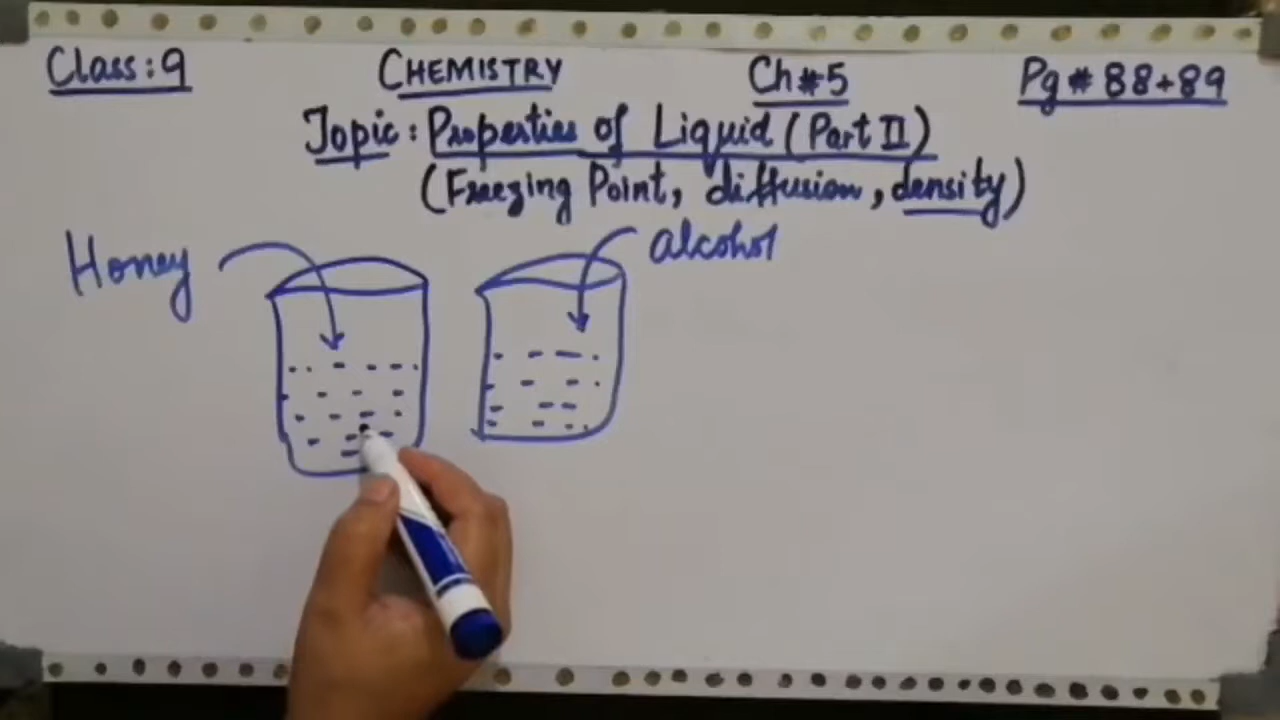 Class: 9 CHEMISTRY Ch#5 Pg # 88+89
Topic: Properties of Liquid (Part II)
(Freezing Point, diffusion, density)
Honey alcohol